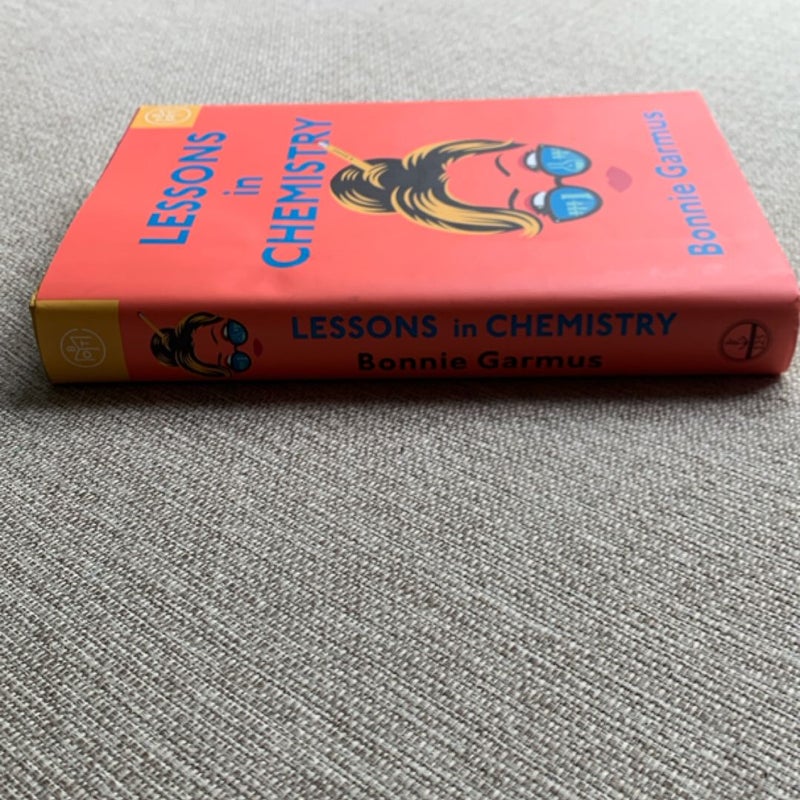 LESSONS
in
CHEMISTRY
Bonnie Garmus
LESSONS in CHEMISTRY
Bonnie Garmus